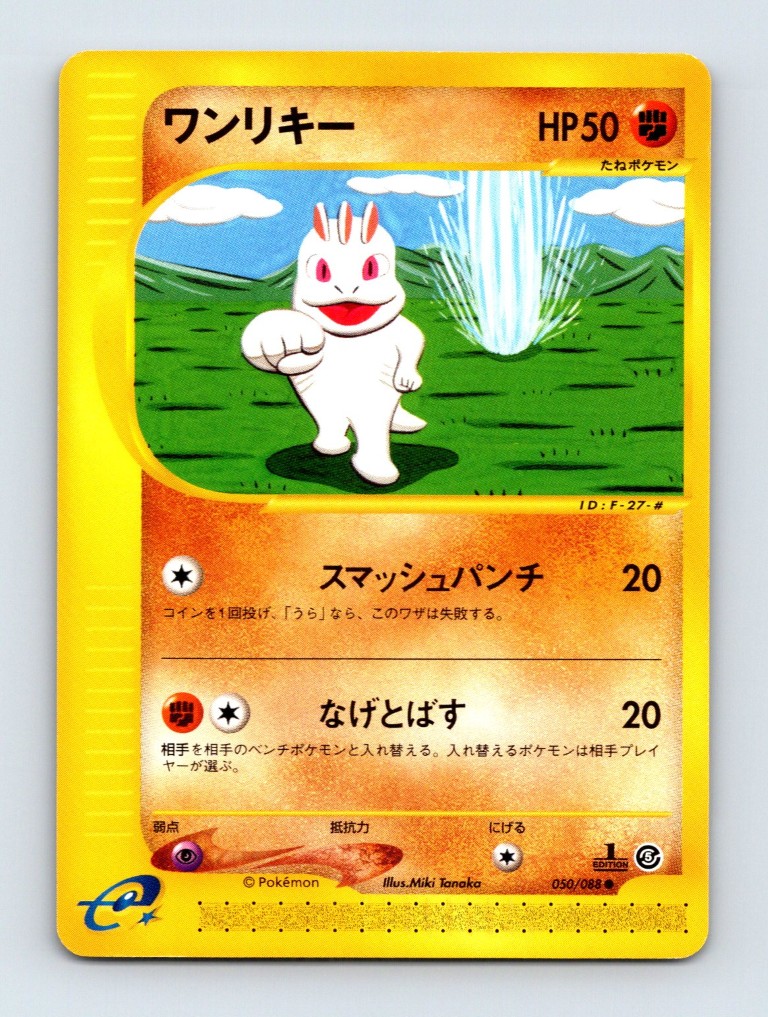 ワンリキー HP50
たねポケモン
ID:F-27-#
スマッシュパンチ 20
コインを1回投げ、「うら」なら、このワザは失敗する。
なげとばす 20
相手を相手のベンチポケモンと入れ替える。入れ替えるポケモンは相手プレイ
ヤーが選ぶ。
弱点 抵抗力 にげる
1
EDITION
5
© Pokémon Illus.Miki Tanaka 050/088 ●
e